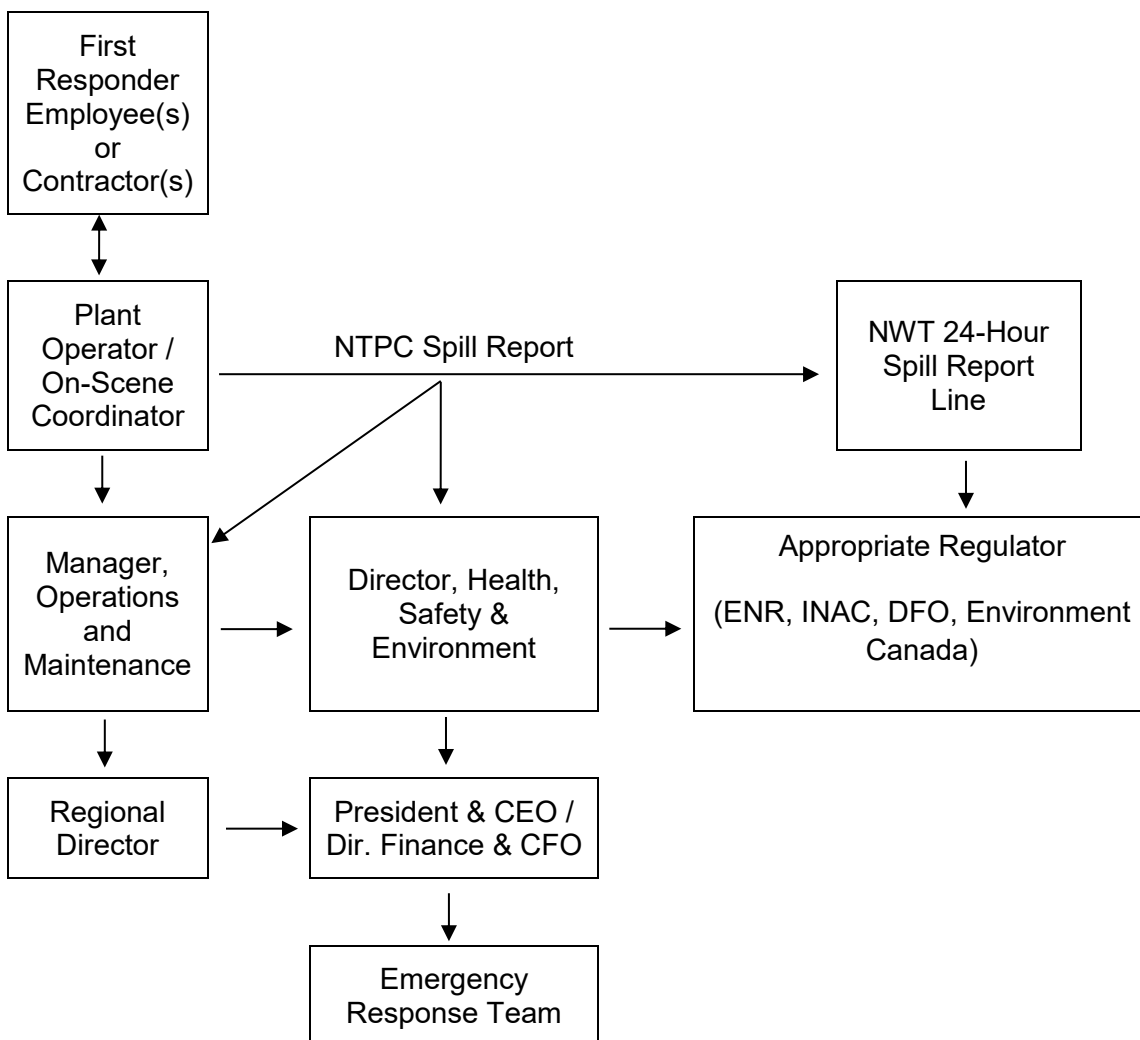 First
Responder
Employee(s)
or
Contractor(s)
Plant
Operator /
On-Scene
Coordinator
NTPC Spill Report
NWT 24-Hour
Spill Report
Line
Manager,
Operations
and
Maintenance
Director, Health,
Safety &
Environment
Appropriate Regulator
(ENR, INAC, DFO, Environment
Canada)
Regional
Director
President & CEO /
Dir. Finance & CFO
Emergency
Response Team